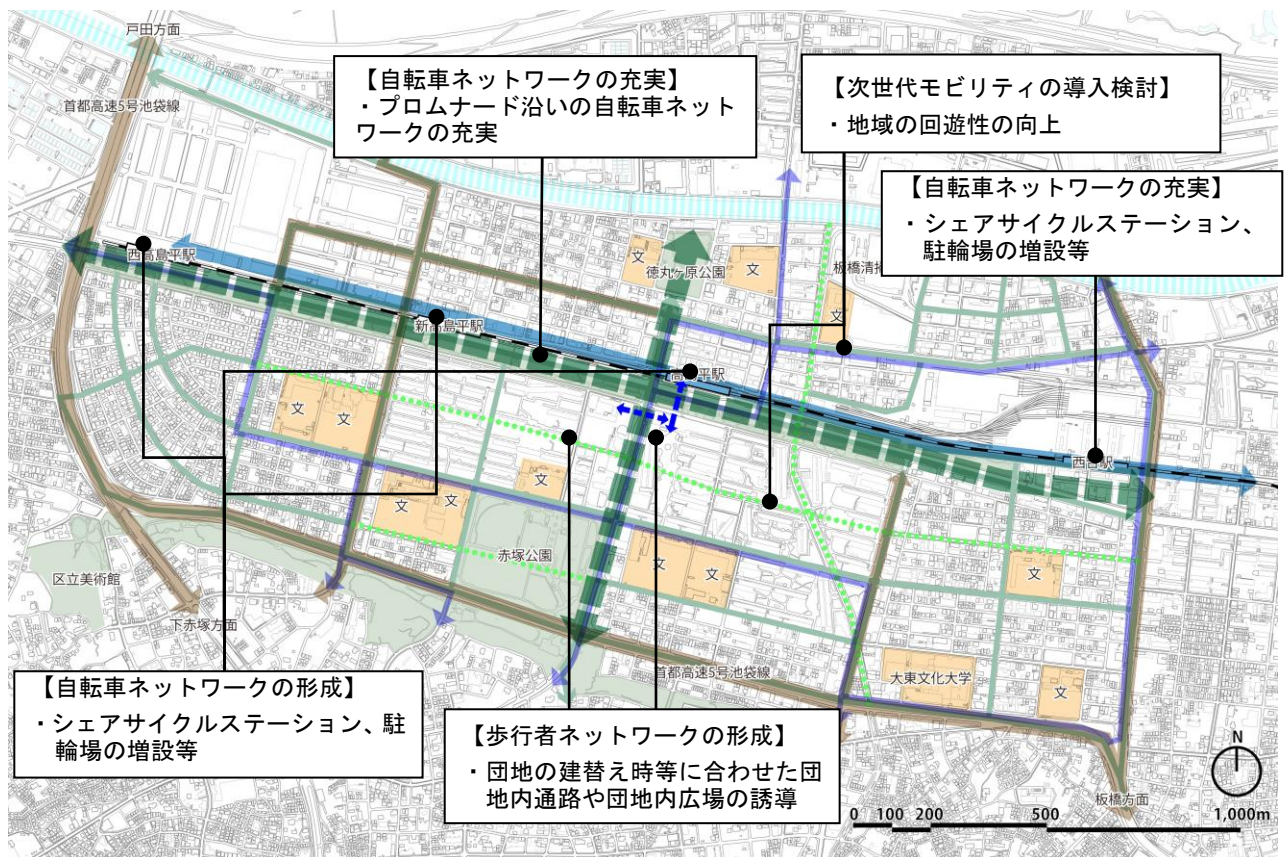 戸田方面
首都高速5号池袋線
【自転車ネットワークの充実】
・プロムナード沿いの自転車ネット
ワークの充実
【次世代モビリティの導入検討】
・地域の回遊性の向上
【自転車ネットワークの充実】
・シェアサイクルステーション、
駐輪場の増設等
西高島平駅
新高島平駅
高島平駅
西台駅
徳丸ヶ原公園
文
文
板橋清掃
文
文
文
文
文
文
文
文
文
文
赤塚公園
区立美術館
下赤塚方面
首都高速5号池袋線
大東文化大学
板橋方面
【自転車ネットワークの形成】
・シェアサイクルステーション、駐
輪場の増設等
【歩行者ネットワークの形成】
・団地の建替え時等に合わせた団
地内通路や団地内広場の誘導
N
0 100 200 500 1,000m